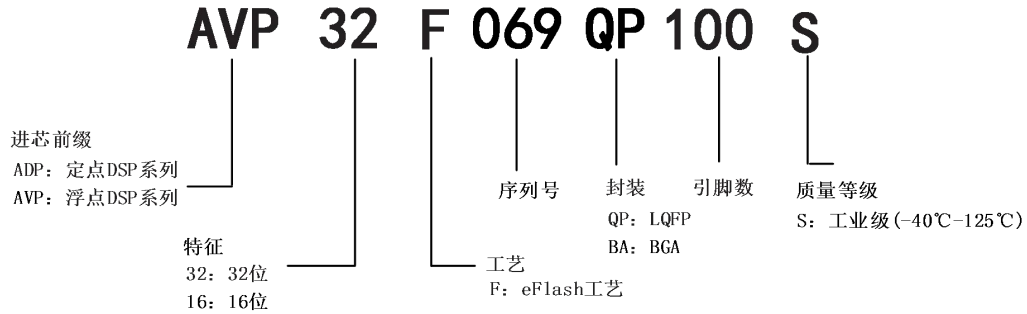 AVP 32 F 069 QP 100 S
进芯前缀
ADP: 定点DSP系列
AVP: 浮点DSP系列
特征
32: 32位
16: 16位
工艺
F: eFlash工艺
序列号
封装
QP: LQFP
BA: BGA
引脚数
质量等级
S: 工业级(-40℃-125℃)